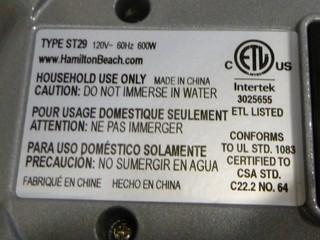 TYPE ST29 120V~ 60Hz 600W
www.HamiltonBeach.com
HOUSEHOLD USE ONLY MADE IN CHINA
CAUTION: DO NOT IMMERSE IN WATER
POUR USAGE DOMESTIQUE SEULEMENT
ATTENTION: NE PAS IMMERGER
PARA USO DOMÉSTICO SOLAMENTE
PRECAUCIÓN: NO SUMERGIR EN AGUA
FABRIQUÉ EN CHINE HECHO EN CHINA
C ETL US
LISTED
Intertek
3025655
ETL LISTED
CONFORMS
TO UL STD. 1083
CERTIFIED TO
CSA STD.
C22.2 NO. 64